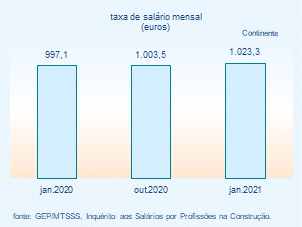 taxa de salário mensal
(euros)
Continente
997,1
1.003,5
1.023,3
jan.2020
out.2020
jan.2021
fonte: GEP/MTSSS, Inquérito aos Salários por Profissões na Construção.